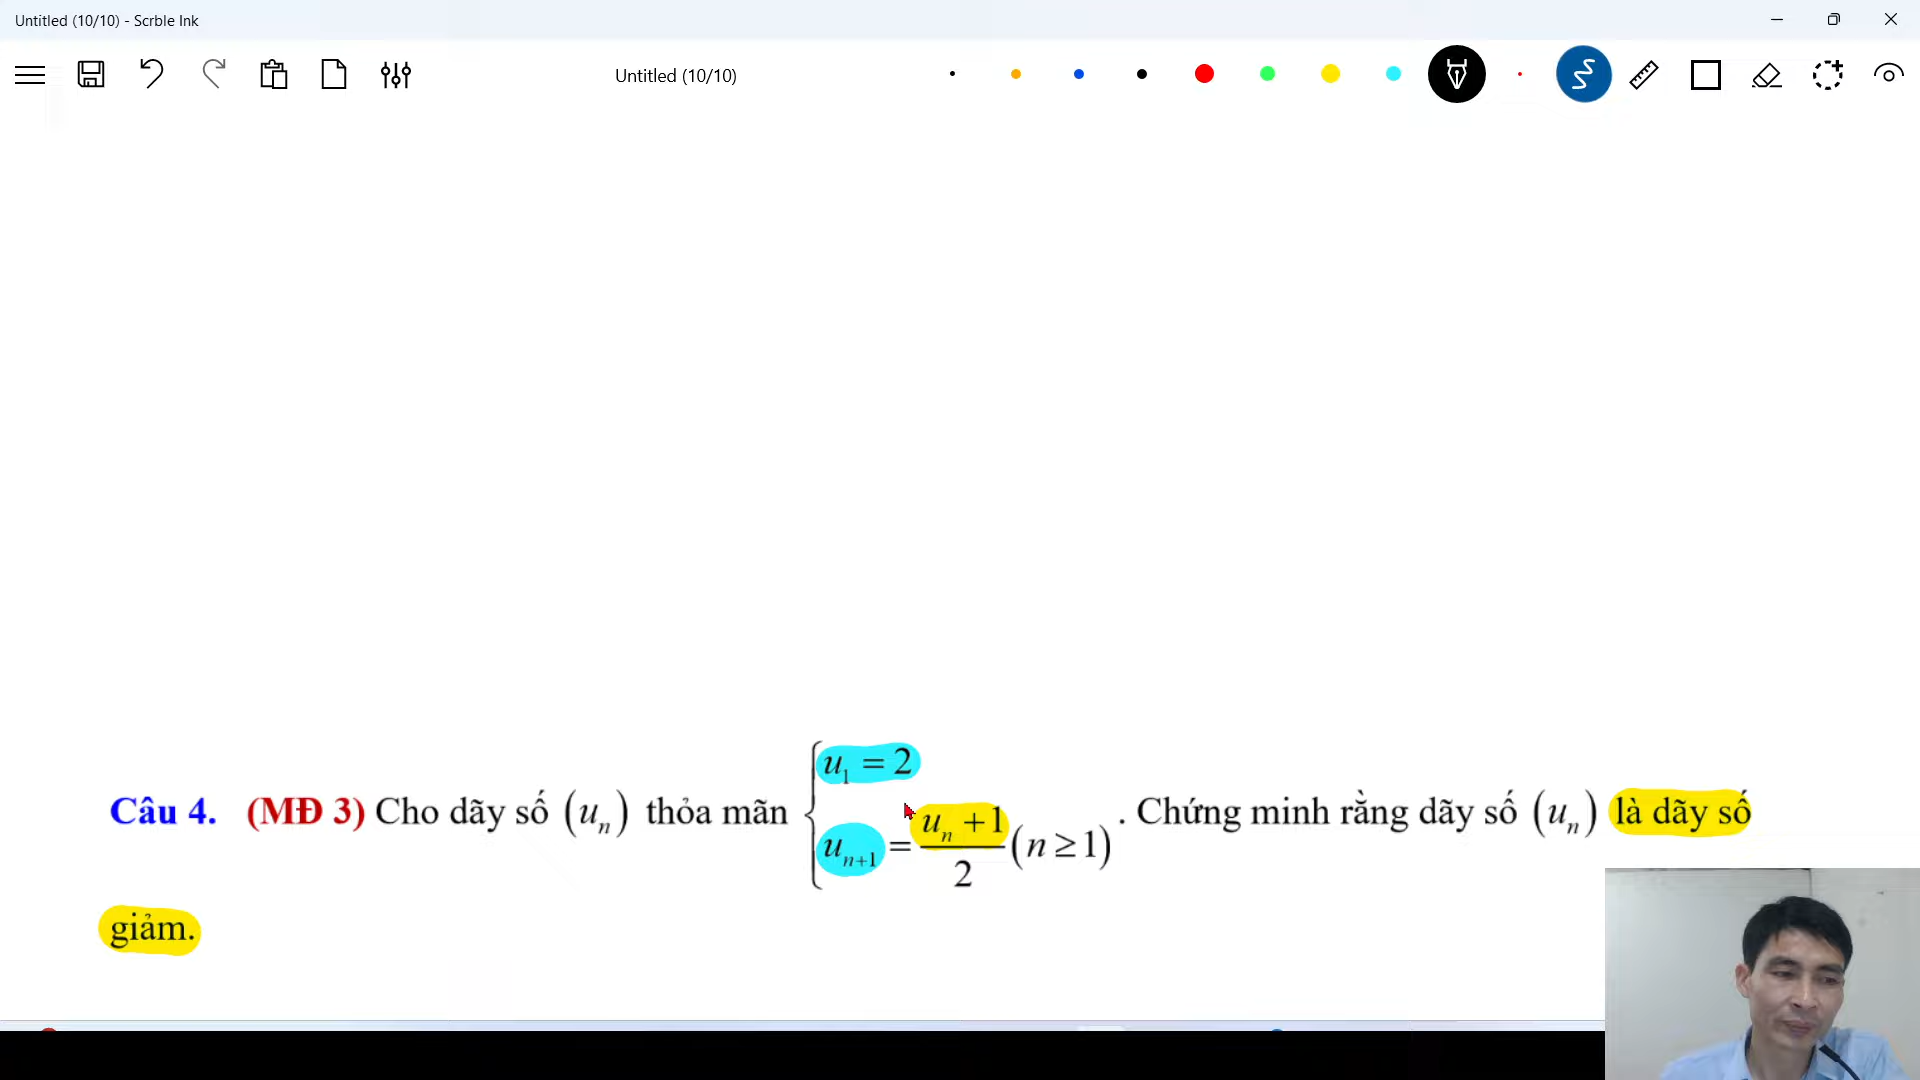 Untitled (10/10) - Scrble Ink
Untitled (10/10)
Câu 4. (MĐ 3) Cho dãy số (uₙ) thỏa mãn { u₁ = 2 ; uₙ₊₁ = (uₙ + 1)/2 (n ≥ 1) . Chứng minh rằng dãy số (uₙ) là dãy số
giảm.